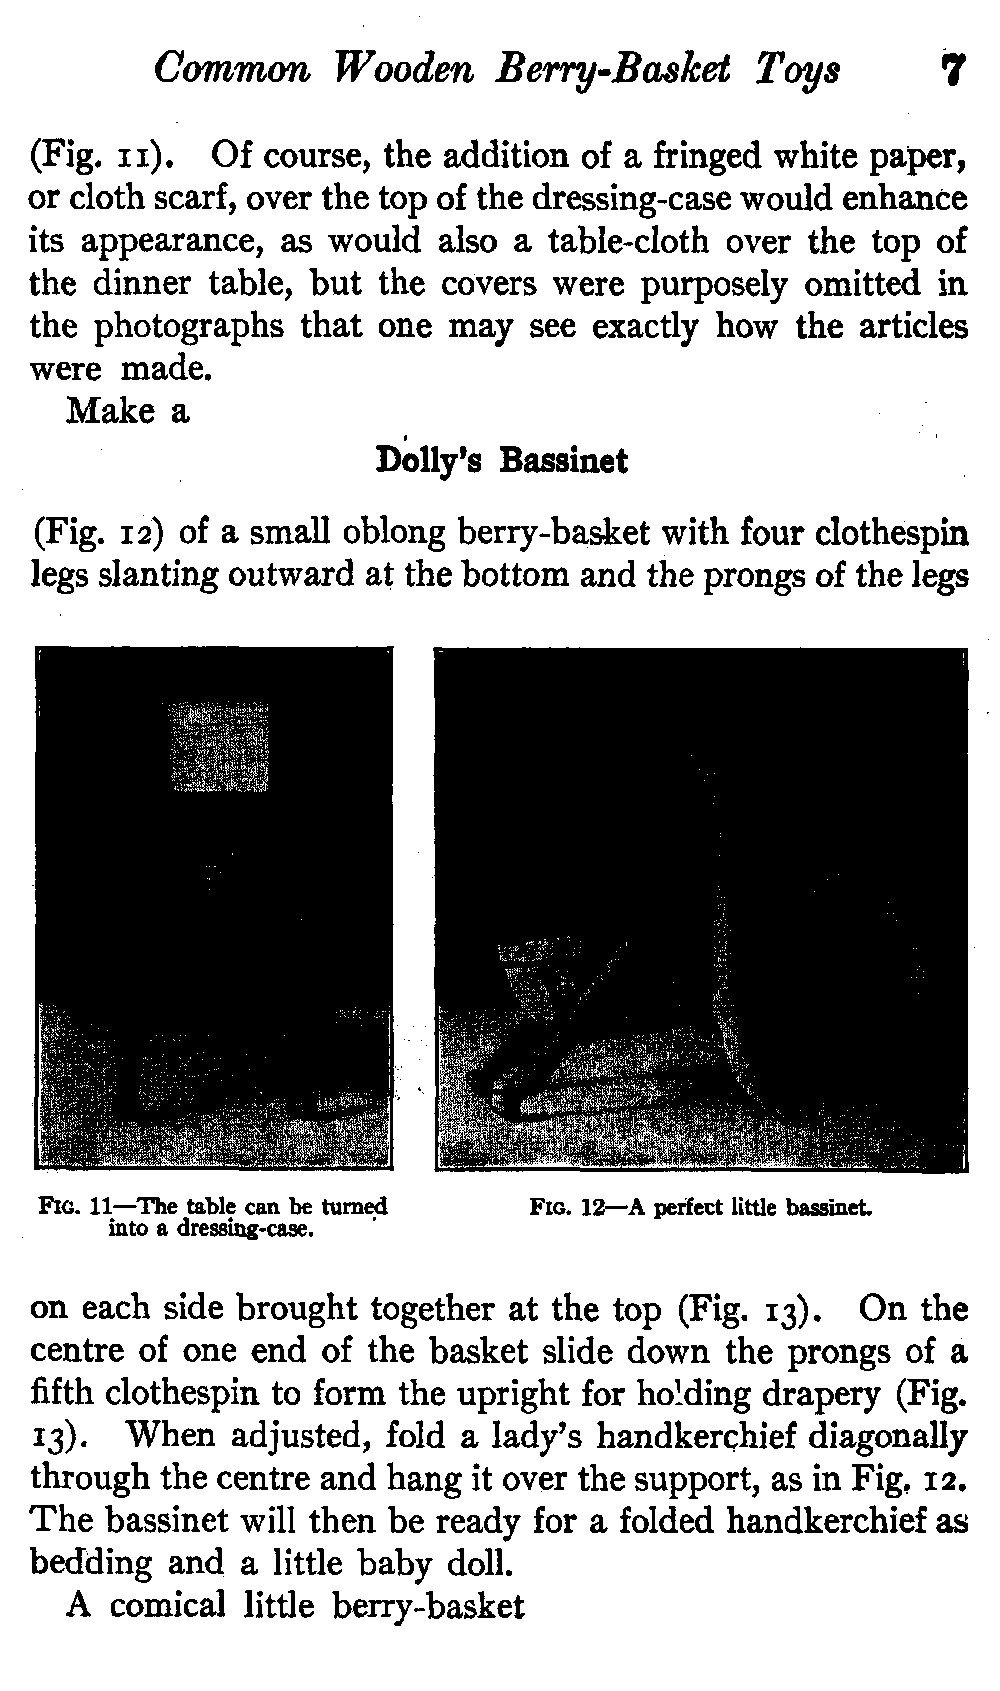 Common Wooden Berry-Basket Toys 7
(Fig. 11). Of course, the addition of a fringed white paper,
or cloth scarf, over the top of the dressing-case would enhance
its appearance, as would also a table-cloth over the top of
the dinner table, but the covers were purposely omitted in
the photographs that one may see exactly how the articles
were made.
Make a
Dolly's Bassinet
(Fig. 12) of a small oblong berry-basket with four clothespin
legs slanting outward at the bottom and the prongs of the legs
FIG. 11—The table can be turned
into a dressing-case.
FIG. 12—A perfect little bassinet.
on each side brought together at the top (Fig. 13). On the
centre of one end of the basket slide down the prongs of a
fifth clothespin to form the upright for holding drapery (Fig.
13). When adjusted, fold a lady's handkerchief diagonally
through the centre and hang it over the support, as in Fig. 12.
The bassinet will then be ready for a folded handkerchief as
bedding and a little baby doll.
A comical little berry-basket